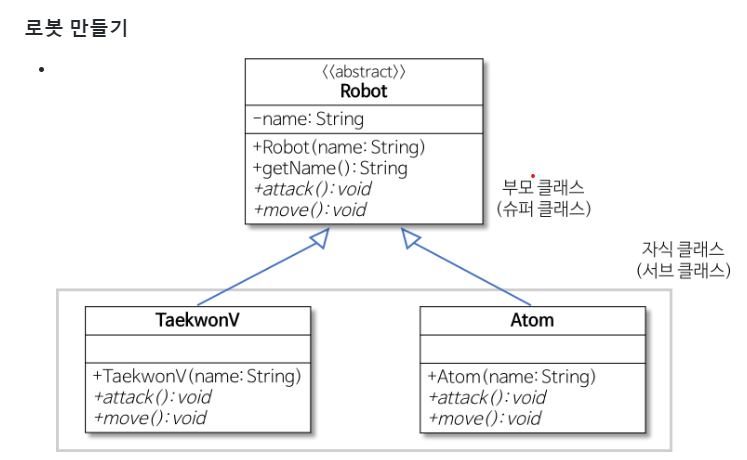 로봇 만들기
<<abstract>>
Robot
-name: String
+Robot(name: String)
+getName(): String
+attack(): void
+move(): void
부모 클래스
(슈퍼 클래스)
자식 클래스
(서브 클래스)
TaekwonV
+TaekwonV(name: String)
+attack(): void
+move(): void
Atom
+Atom(name: String)
+attack(): void
+move(): void